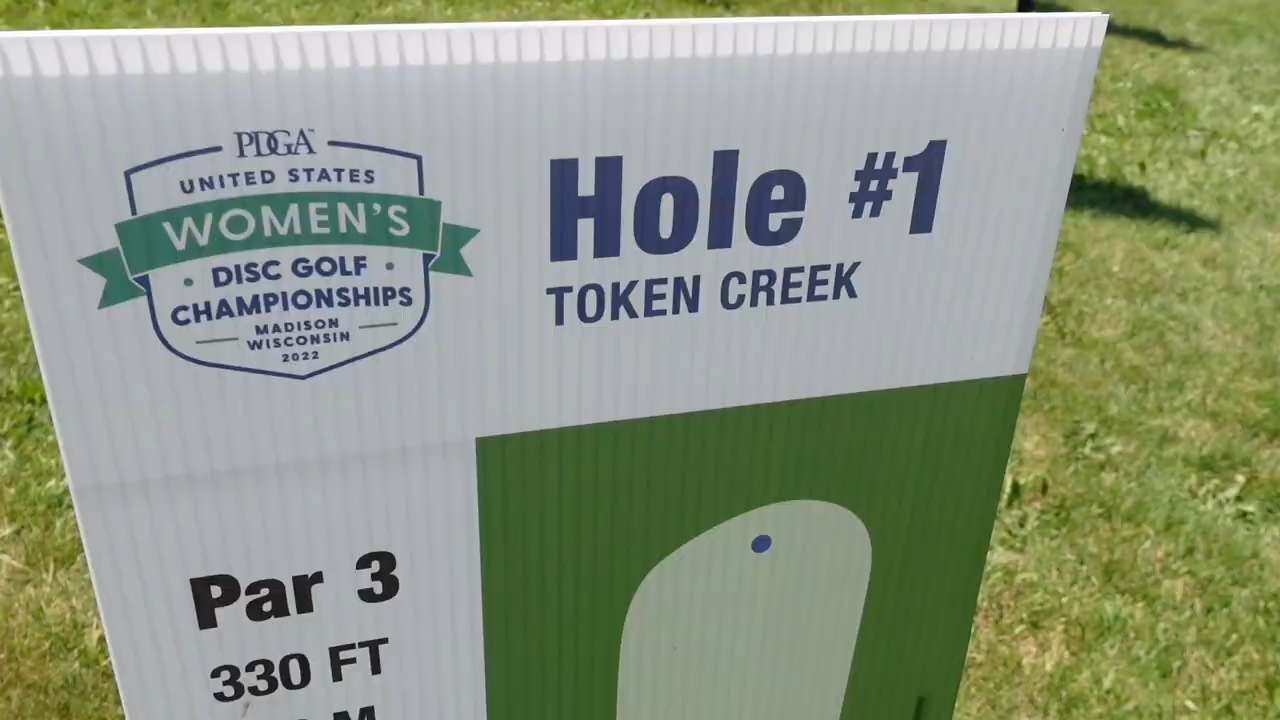 PDGA
UNITED STATES
WOMEN'S
• DISC GOLF •
CHAMPIONSHIPS
MADISON
WISCONSIN
2022
Hole #1
TOKEN CREEK
Par 3
330 FT
M